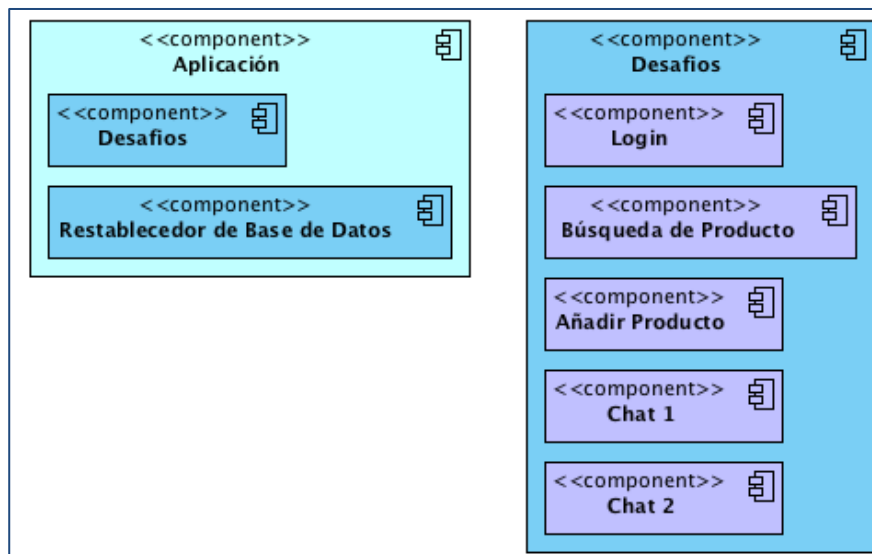 <<component>>
Aplicación
<<component>>
Desafios
<<component>>
Restablecedor de Base de Datos
<<component>>
Desafios
<<component>>
Login
<<component>>
Búsqueda de Producto
<<component>>
Añadir Producto
<<component>>
Chat 1
<<component>>
Chat 2